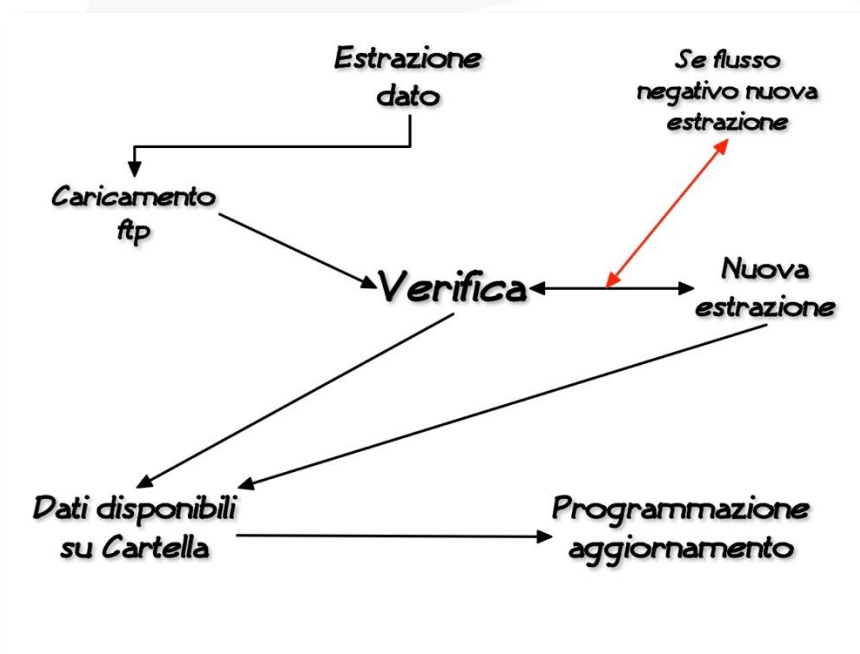 Estrazione
dato
Se flusso
negativo nuova
estrazione
Caricamento
ftp
Verifica
Nuova
estrazione
Dati disponibili
su Cartella
Programmazione
aggiornamento